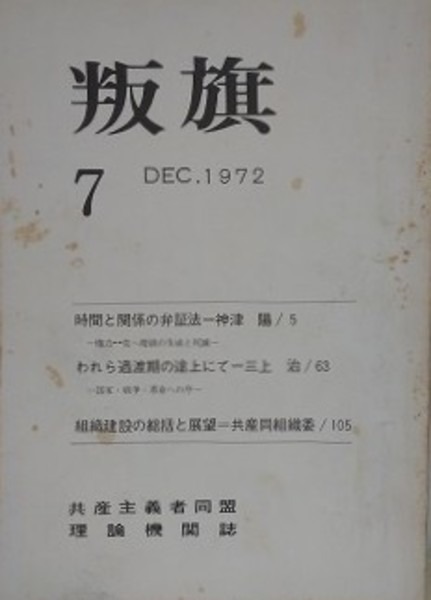 叛旗
7 DEC.1972
時間と関係の弁証法＝神津　陽/5
われら過渡期の途上にて＝三上　治/63
組織建設の総括と展望＝共産同組織委/105
共産主義者同盟
理論機関誌